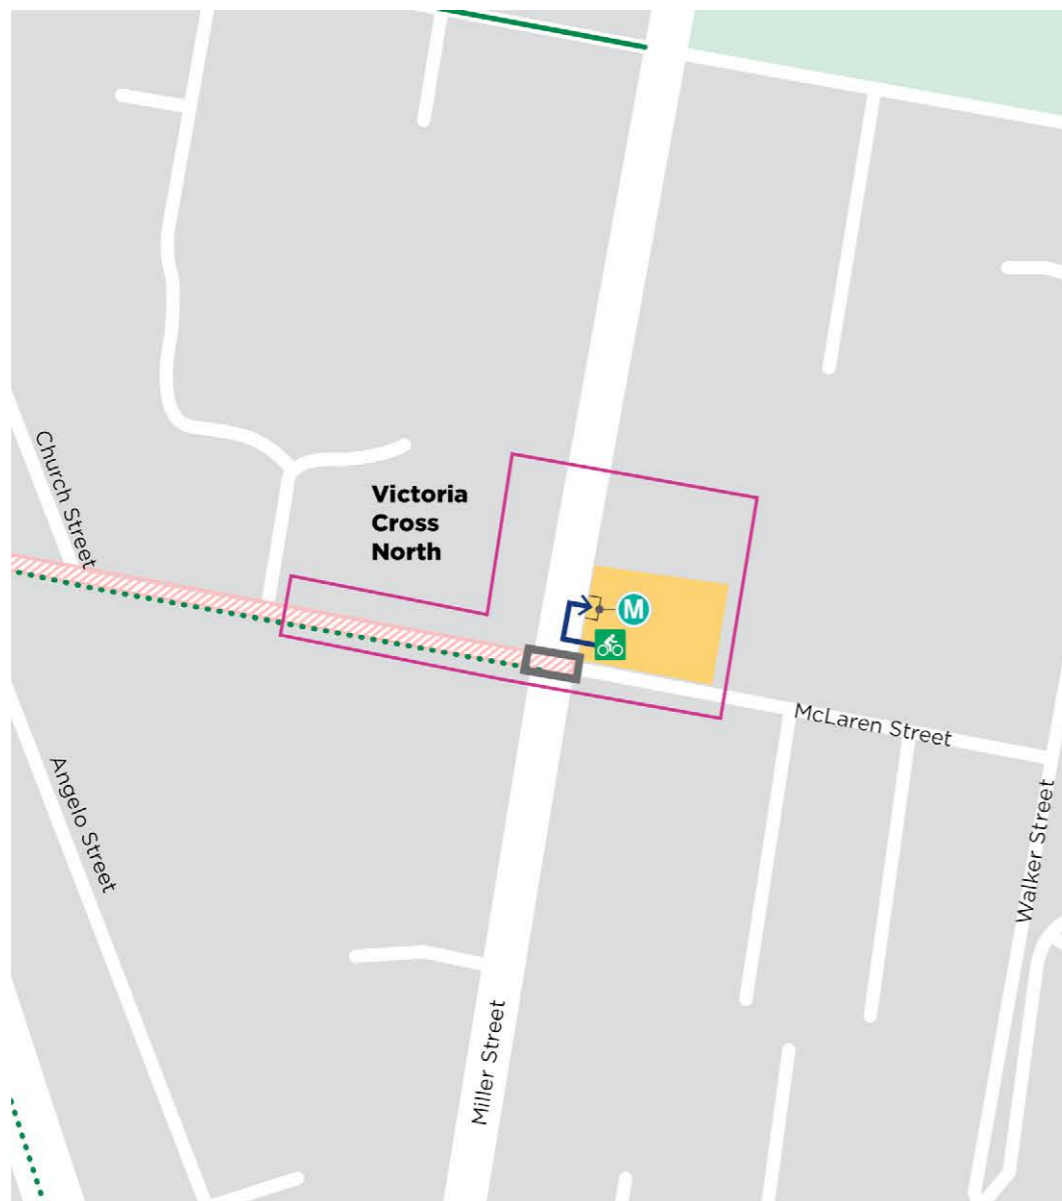 Church Street
Victoria
Cross
North
M
McLaren Street
Angelo Street
Walker Street
Miller Street